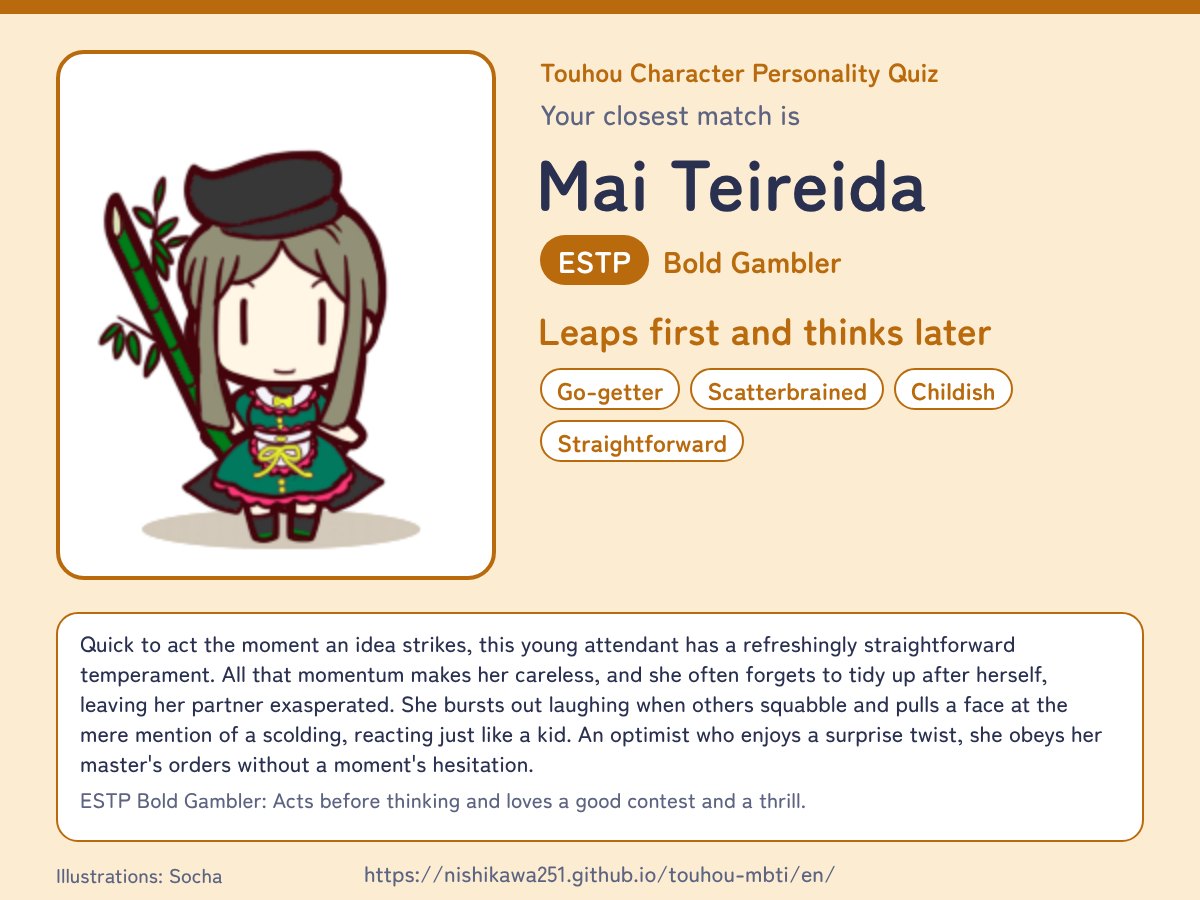 Touhou Character Personality Quiz
Your closest match is
Mai Teireida
ESTP Bold Gambler
Leaps first and thinks later
Go-getter Scatterbrained Childish
Straightforward
Quick to act the moment an idea strikes, this young attendant has a refreshingly straightforward
temperament. All that momentum makes her careless, and she often forgets to tidy up after herself,
leaving her partner exasperated. She bursts out laughing when others squabble and pulls a face at the
mere mention of a scolding, reacting just like a kid. An optimist who enjoys a surprise twist, she obeys her
master's orders without a moment's hesitation.
ESTP Bold Gambler: Acts before thinking and loves a good contest and a thrill.
Illustrations: Socha https://nishikawa251.github.io/touhou-mbti/en/